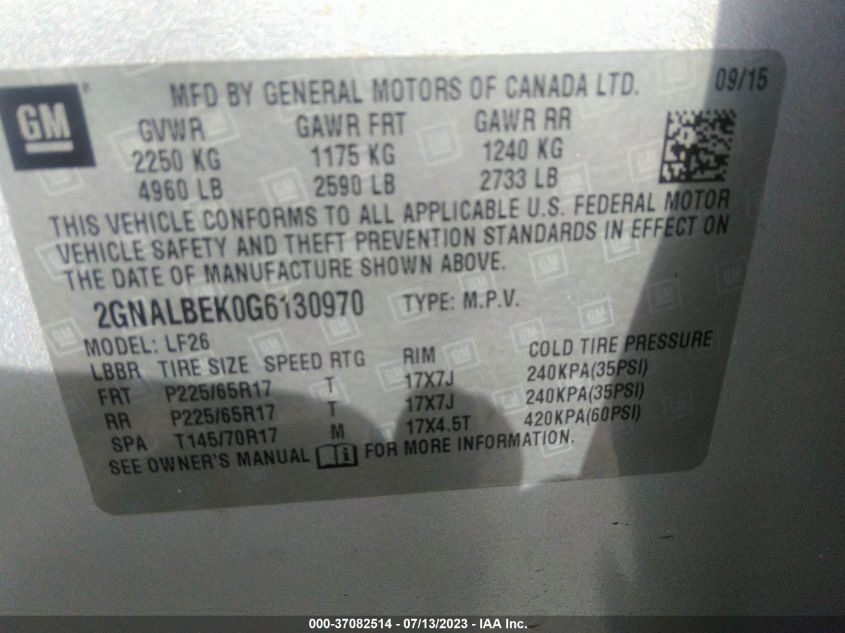 GM
MFD BY GENERAL MOTORS OF CANADA LTD. 09/15
GVWR GAWR FRT GAWR RR
2250 KG 1175 KG 1240 KG
4960 LB 2590 LB 2733 LB
THIS VEHICLE CONFORMS TO ALL APPLICABLE U.S. FEDERAL MOTOR
VEHICLE SAFETY AND THEFT PREVENTION STANDARDS IN EFFECT ON
THE DATE OF MANUFACTURE SHOWN ABOVE.
2GNALBEK0G6130970 TYPE: M.P.V.
MODEL: LF26
LBBR TIRE SIZE SPEED RTG RIM COLD TIRE PRESSURE
FRT P225/65R17 T 17X7J 240KPA(35PSI)
RR P225/65R17 T 17X7J 240KPA(35PSI)
SPA T145/70R17 M 17X4.5T 420KPA(60PSI)
SEE OWNER'S MANUAL FOR MORE INFORMATION.
000-37082514 - 07/13/2023 - IAA Inc.